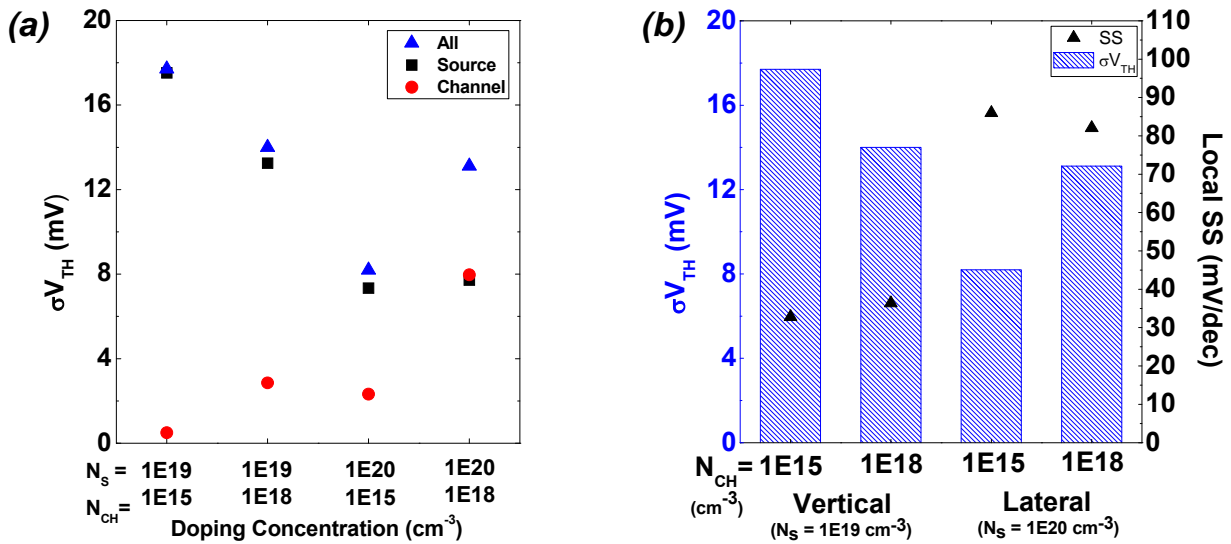 (a)
20
16
12
8
4
0
σV_TH (mV)
All
Source
Channel
N_S = 1E19 1E19 1E20 1E20
N_CH= 1E15 1E18 1E15 1E18
Doping Concentration (cm⁻³)
(b)
20
16
12
8
4
0
σV_TH (mV)
SS
σV_TH
110
100
90
80
70
60
50
40
30
20
10
0
Local SS (mV/dec)
N_CH= 1E15 1E18 1E15 1E18
(cm⁻³)
Vertical Lateral
(N_S = 1E19 cm⁻³) (N_S = 1E20 cm⁻³)